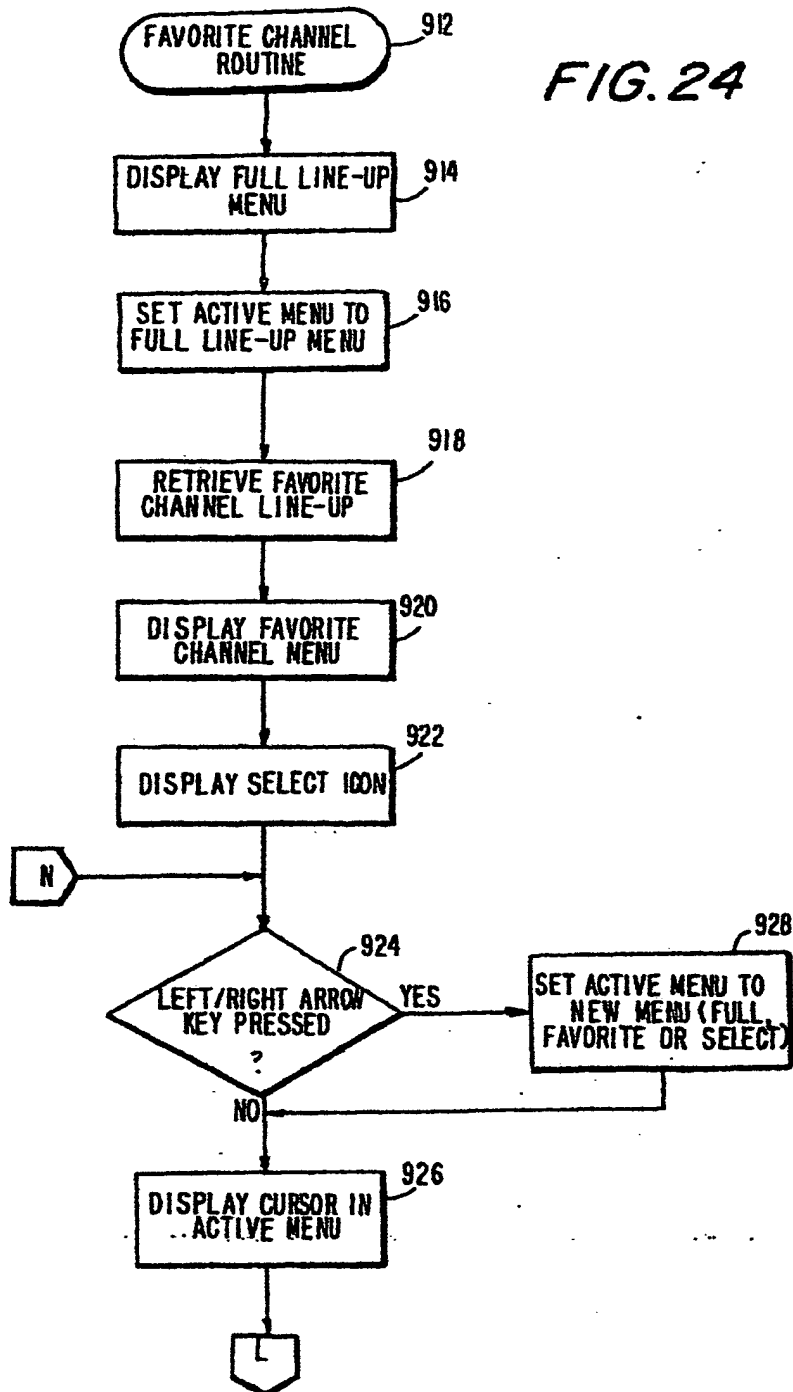 FAVORITE CHANNEL
ROUTINE
912
FIG. 24
DISPLAY FULL LINE-UP
MENU
914
SET ACTIVE MENU TO
FULL LINE-UP MENU
916
RETRIEVE FAVORITE
CHANNEL LINE-UP
918
DISPLAY FAVORITE
CHANNEL MENU
920
DISPLAY SELECT ICON
922
N
LEFT/RIGHT ARROW
KEY PRESSED
?
924
YES
SET ACTIVE MENU TO
NEW MENU (FULL,
FAVORITE OR SELECT)
928
NO
DISPLAY CURSOR IN
ACTIVE MENU
926
L